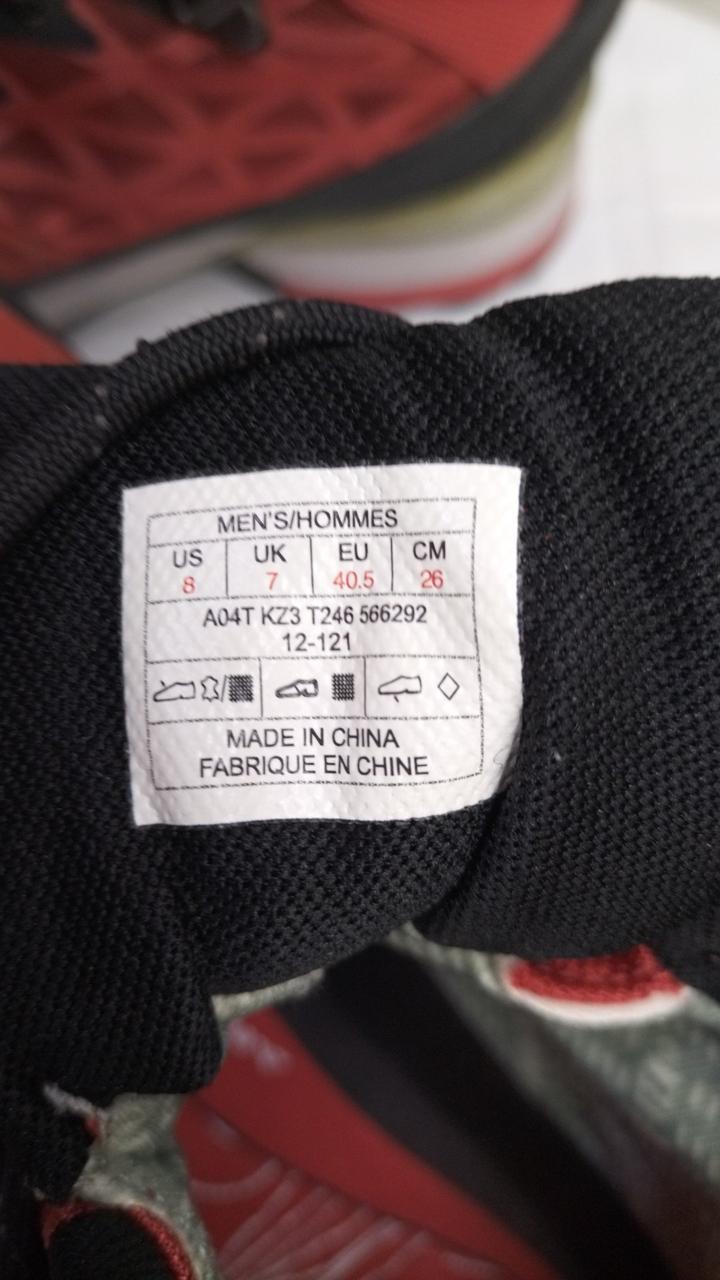 MEN'S/HOMMES
US UK EU CM
8 7 40.5 26
A04T KZ3 T246 566292
12-121
MADE IN CHINA
FABRIQUE EN CHINE